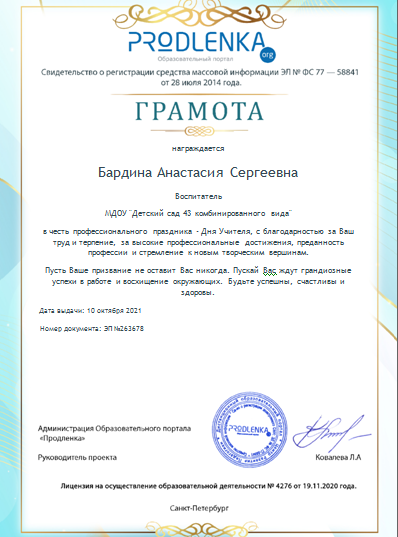 PRODLENKA
.org
Образовательный портал
Свидетельство о регистрации средства массовой информации ЭЛ № ФС 77 — 58841
от 28 июля 2014 года.
ГРАМОТА
награждается
Бардина Анастасия Сергеевна
Воспитатель
МДОУ "Детский сад 43 комбинированного вида"
в честь профессионального праздника - Дня Учителя, с благодарностью за Ваш
труд и терпение, за высокие профессиональные достижения, преданность
профессии и стремление к новым творческим вершинам.
Пусть Ваше призвание не оставит Вас никогда. Пускай Вас ждут грандиозные
успехи в работе и восхищение окружающих. Будьте успешны, счастливы и
здоровы.
Дата выдачи: 10 октября 2021
Номер документа: ЭЛ №263678
Администрация Образовательного портала
«Продленка»
PRODLENKA
Руководитель проекта
Ковалева Л.А
Лицензия на осуществление образовательной деятельности № 4276 от 19.11.2020 года.
Санкт-Петербург